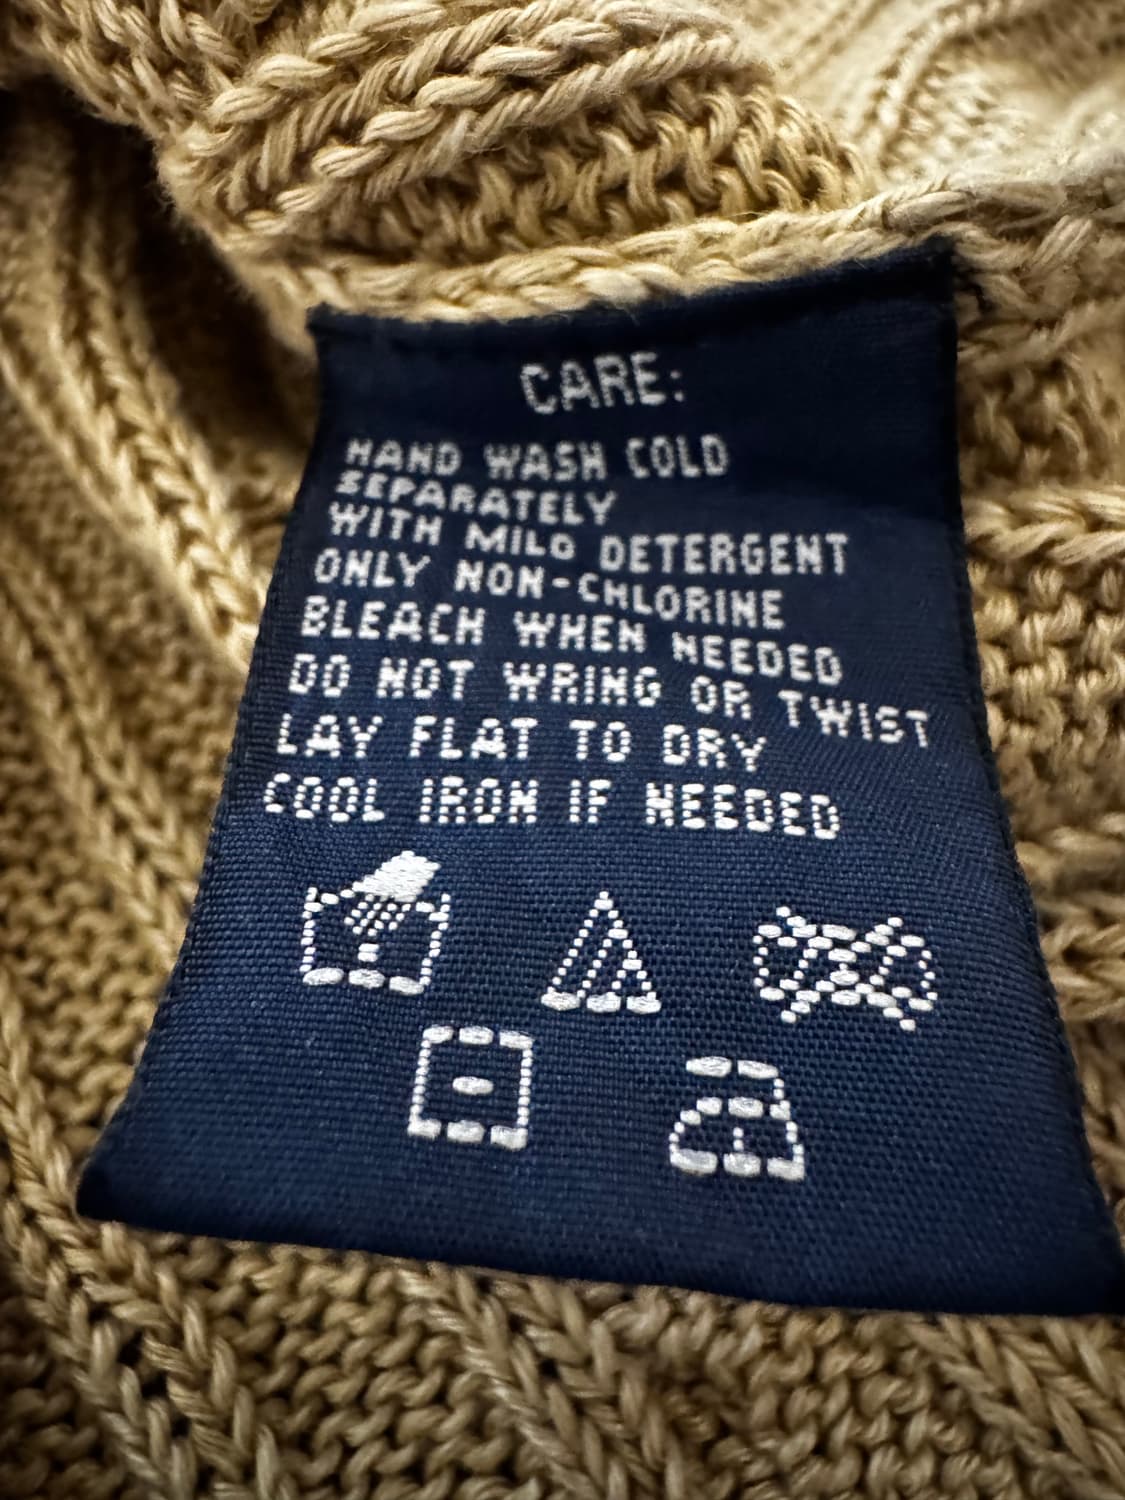 CARE:
HAND WASH COLD
SEPARATELY
WITH MILD DETERGENT
ONLY NON-CHLORINE
BLEACH WHEN NEEDED
DO NOT WRING OR TWIST
LAY FLAT TO DRY
COOL IRON IF NEEDED